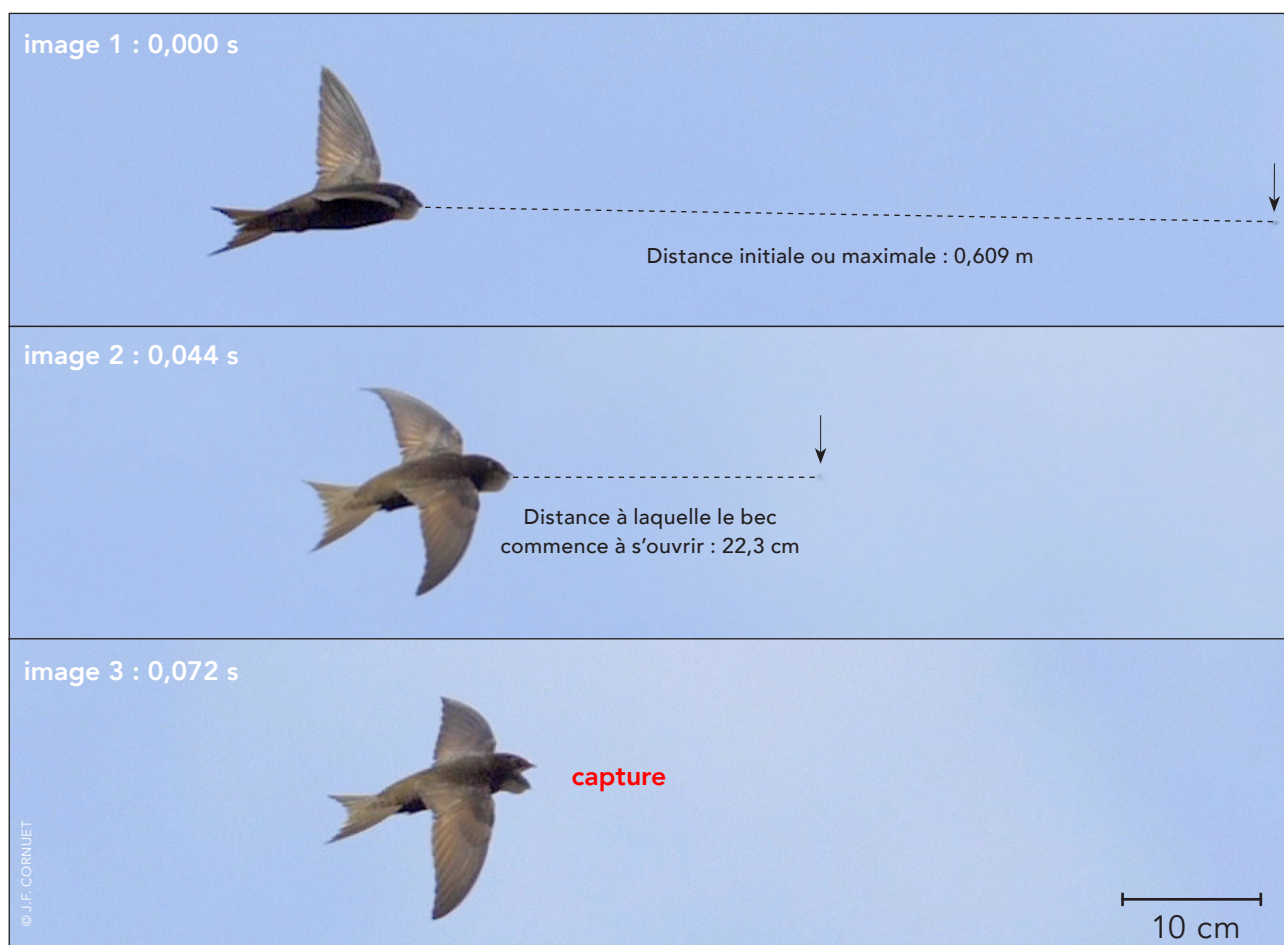 image 1 : 0,000 s
Distance initiale ou maximale : 0,609 m
image 2 : 0,044 s
Distance à laquelle le bec
commence à s’ouvrir : 22,3 cm
image 3 : 0,072 s
capture
© J.F. CORNUET
10 cm